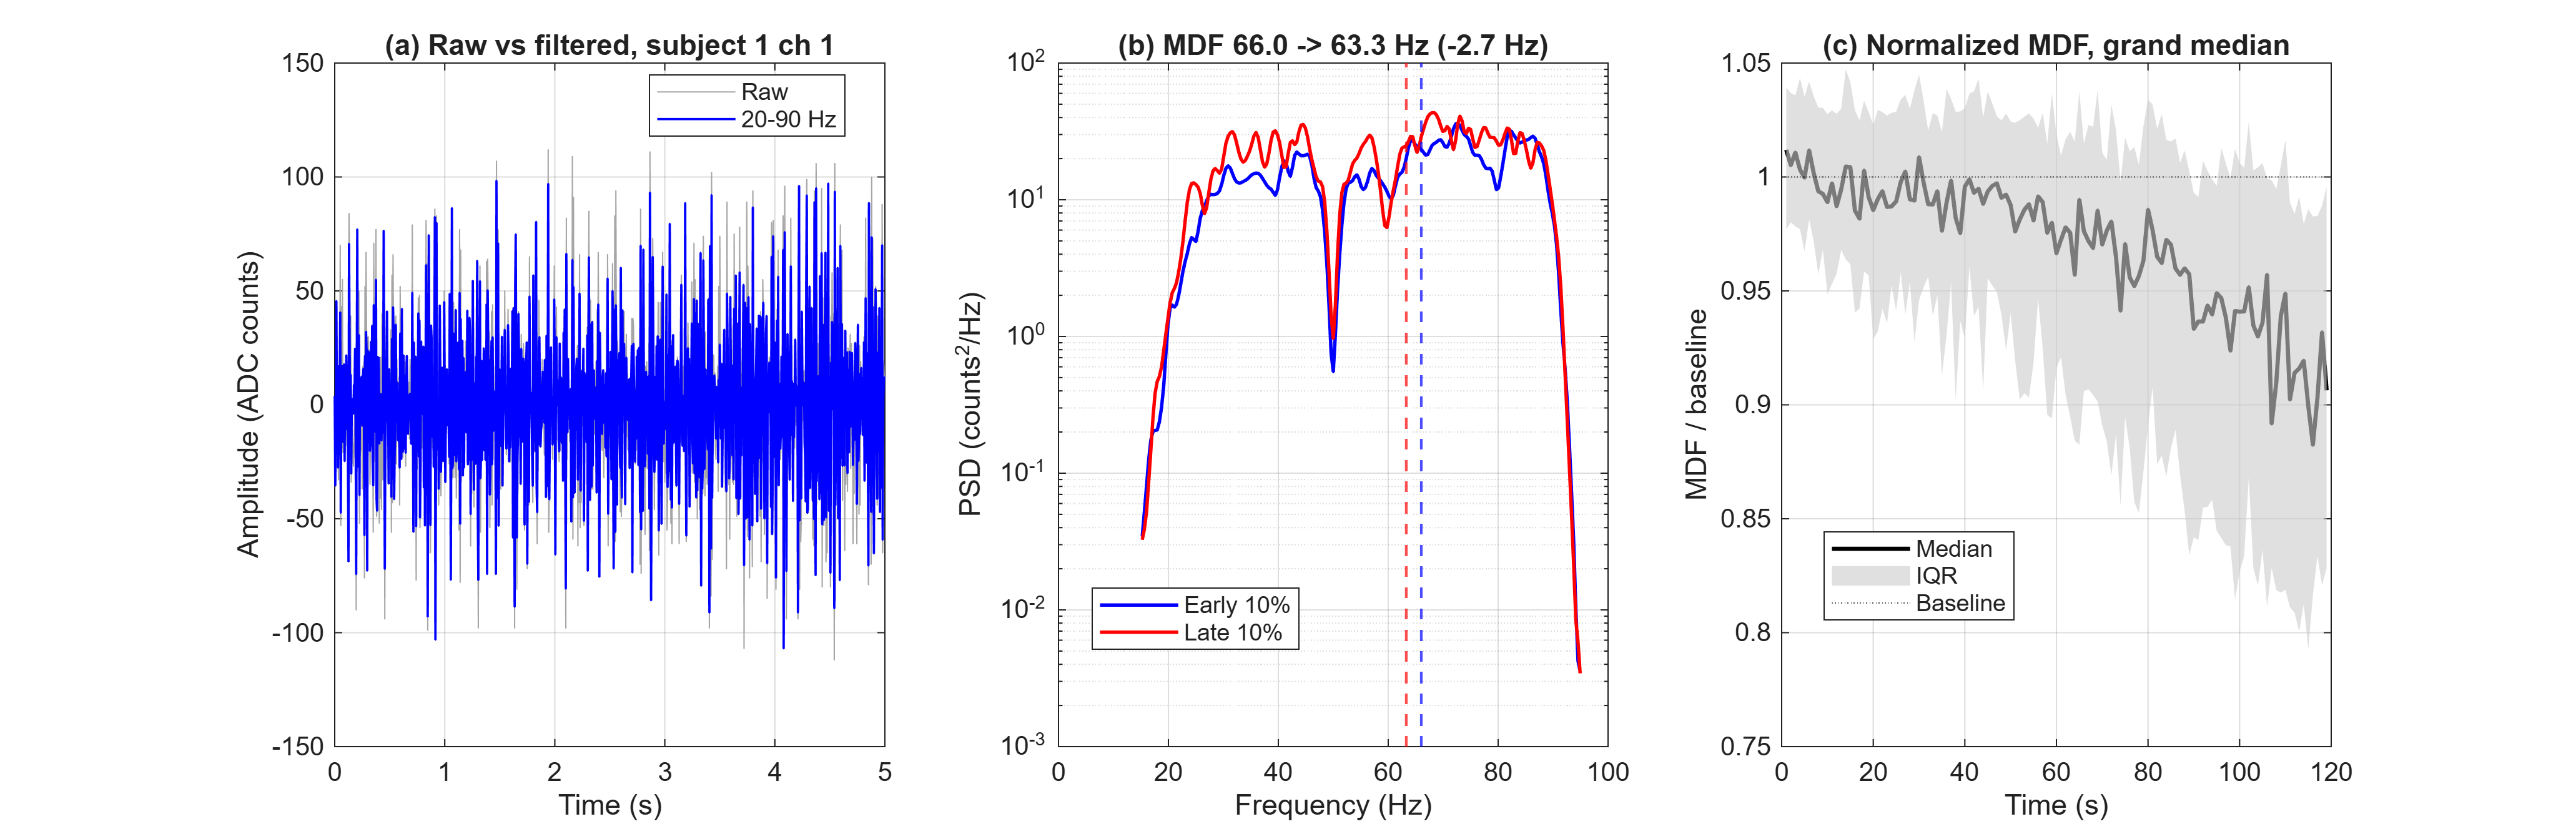 (a) Raw vs filtered, subject 1 ch 1
150
100
50
0
-50
-100
-150
Amplitude (ADC counts)
Raw
20-90 Hz
0 1 2 3 4 5
Time (s)
(b) MDF 66.0 -> 63.3 Hz (-2.7 Hz)
10^2
10^1
10^0
10^-1
10^-2
10^-3
PSD (counts^2/Hz)
Early 10%
Late 10%
0 20 40 60 80 100
Frequency (Hz)
(c) Normalized MDF, grand median
1.05
1
0.95
0.9
0.85
0.8
0.75
MDF / baseline
Median
IQR
Baseline
0 20 40 60 80 100 120
Time (s)